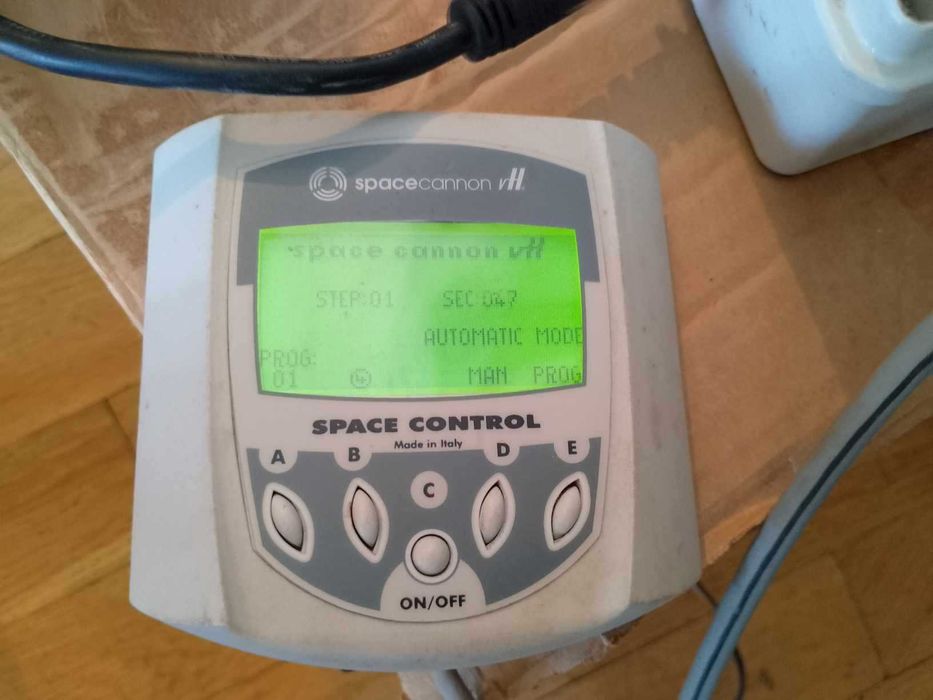 spacecannon vH
space cannon vH
STEP:01 SEC:047
AUTOMATIC MODE
PROG:
01 MAN PROG
SPACE CONTROL
Made in Italy
A B C D E
ON/OFF